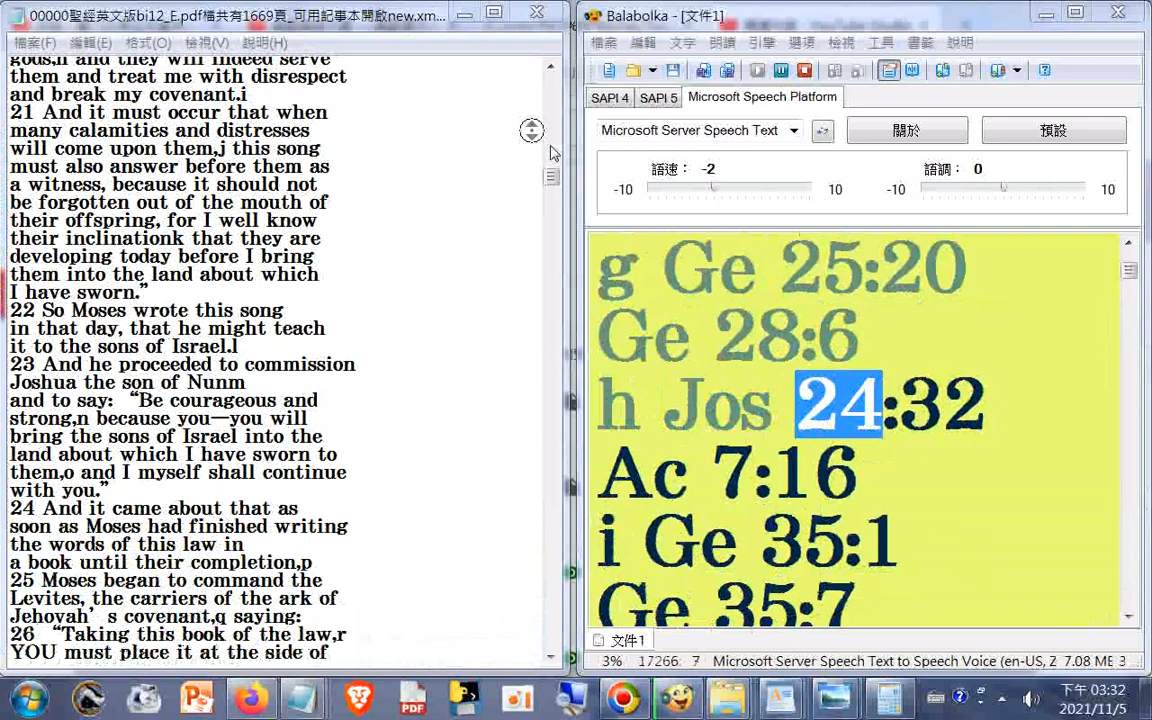 00000聖經英文版bi12_E.pdf檔共有1669頁_可用記事本開啟new.xm...
檔案(F) 編輯(E) 格式(O) 檢視(V) 說明(H)
gods,n and they will indeed serve
them and treat me with disrespect
and break my covenant.i
21 And it must occur that when
many calamities and distresses
will come upon them,j this song
must also answer before them as
a witness, because it should not
be forgotten out of the mouth of
their offspring, for I well know
their inclinationk that they are
developing today before I bring
them into the land about which
I have sworn.”
22 So Moses wrote this song
in that day, that he might teach
it to the sons of Israel.l
23 And he proceeded to commission
Joshua the son of Nunm
and to say: “Be courageous and
strong,n because you—you will
bring the sons of Israel into the
land about which I have sworn to
them,o and I myself shall continue
with you.”
24 And it came about that as
soon as Moses had finished writing
the words of this law in
a book until their completion,p
25 Moses began to command the
Levites, the carriers of the ark of
Jehovah’s covenant,q saying:
26 “Taking this book of the law,r
YOU must place it at the side of
Balabolka - [文件1]
檔案 編輯 文字 朗讀 引擎 選項 檢視 工具 書籤 說明
SAPI 4 SAPI 5 Microsoft Speech Platform
Microsoft Server Speech Text 關於 預設
語速： -2 語調： 0
-10 10 -10 10
g Ge 25:20
Ge 28:6
h Jos 24:32
Ac 7:16
i Ge 35:1
Ge 35:7
文件1
3% 17266: 7 Microsoft Server Speech Text to Speech Voice (en-US, Z 7.08 MB 3
PDF
下午 03:32
2021/11/5